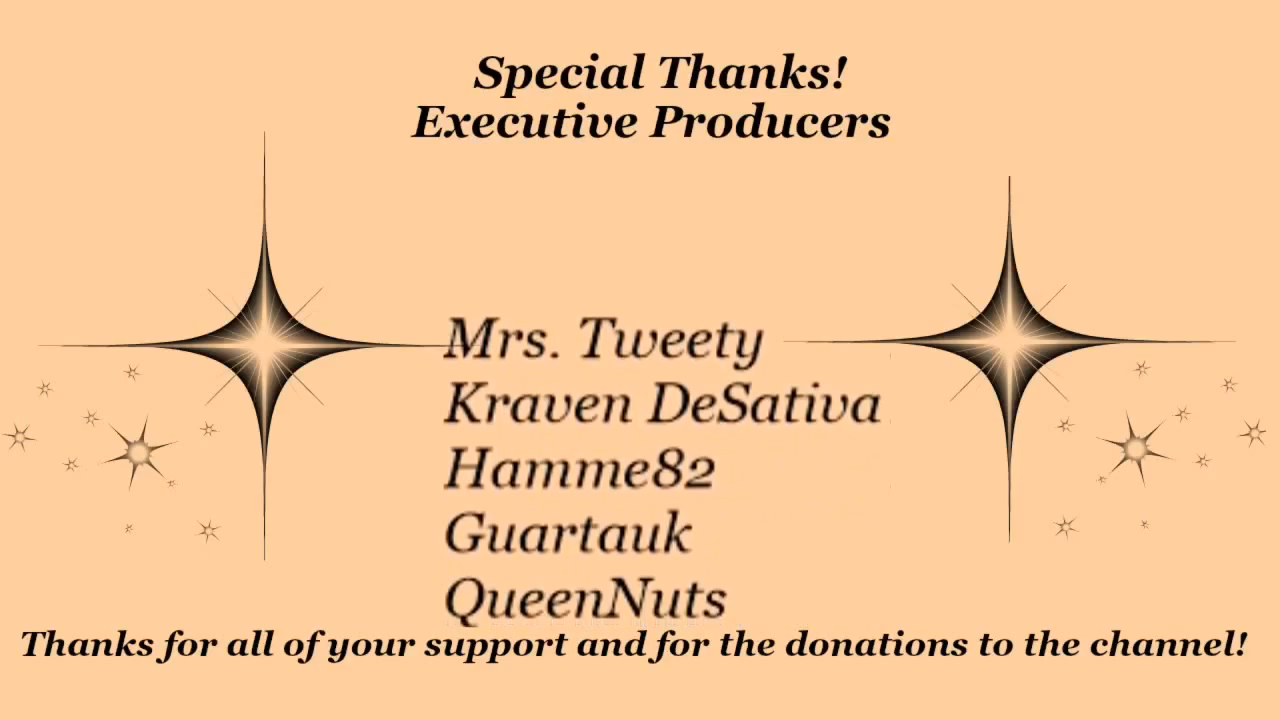 Special Thanks!
Executive Producers
Mrs. Tweety
Kraven DeSativa
Hamme82
Guartauk
QueenNuts
Thanks for all of your support and for the donations to the channel!